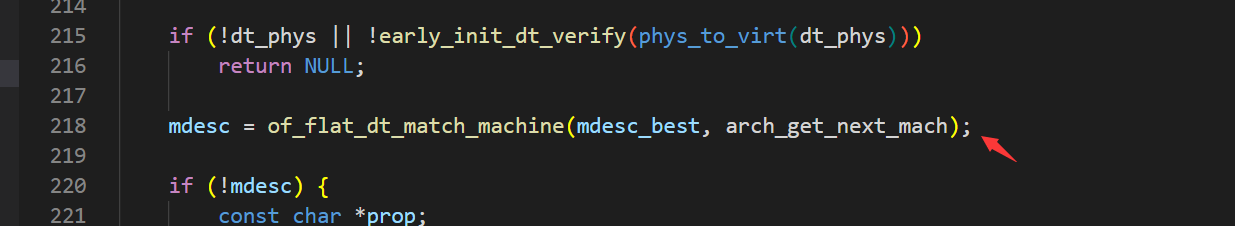 214
215 if (!dt_phys || !early_init_dt_verify(phys_to_virt(dt_phys)))
216 return NULL;
217
218 mdesc = of_flat_dt_match_machine(mdesc_best, arch_get_next_mach);
219
220 if (!mdesc) {
221 const char *prop;